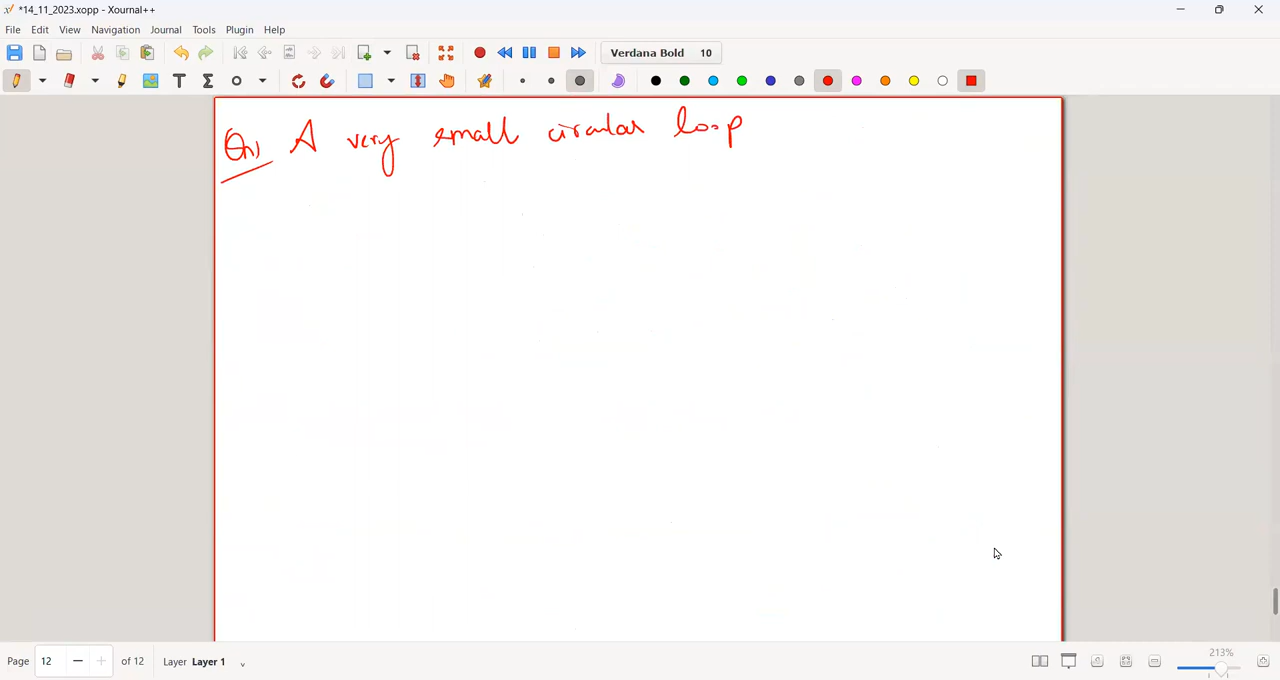 *14_11_2023.xopp - Xournal++
File Edit View Navigation Journal Tools Plugin Help
Verdana Bold 10
Qn) A very small circular loop
213%
Page 12 of 12 Layer Layer 1